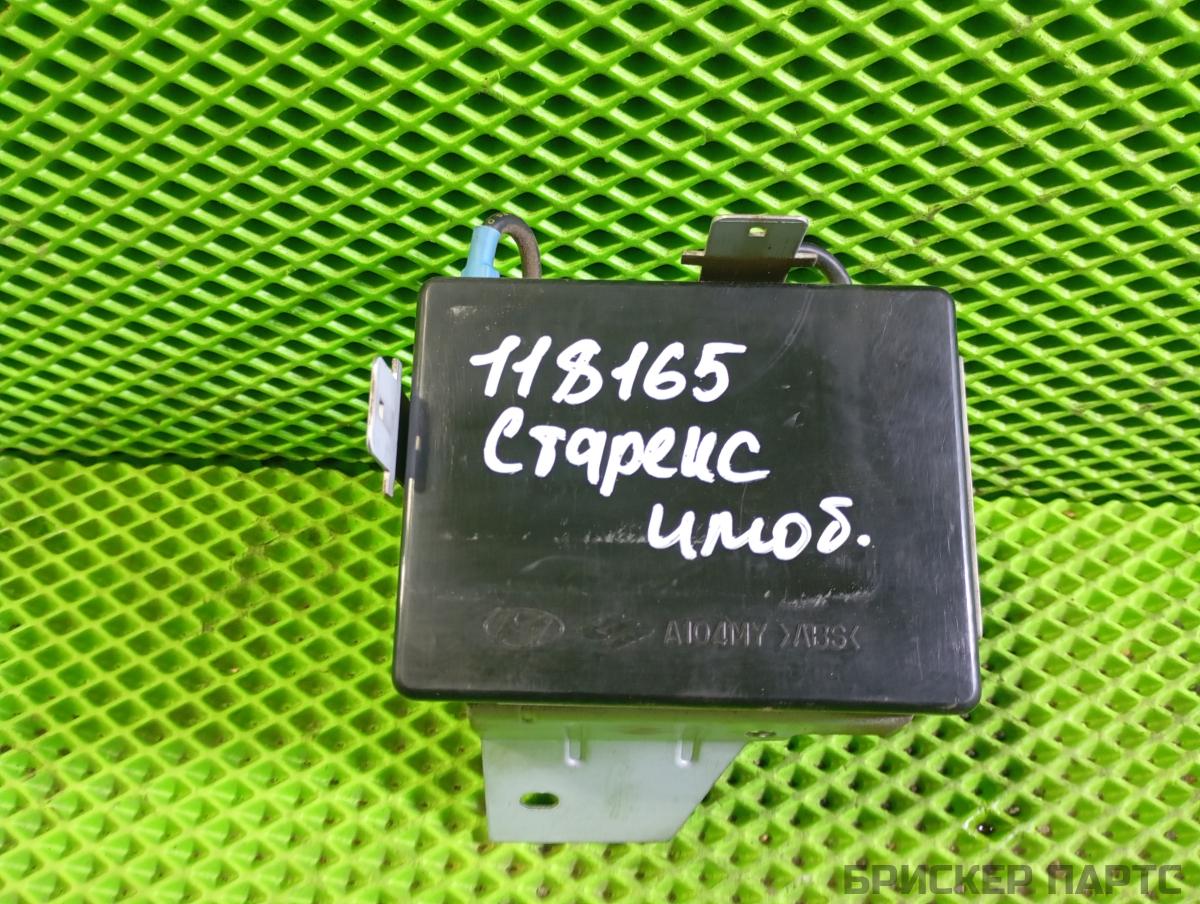 118165
Старекс
имоб.
A104MY >ABS<
БРИСКЕР ПАРТС